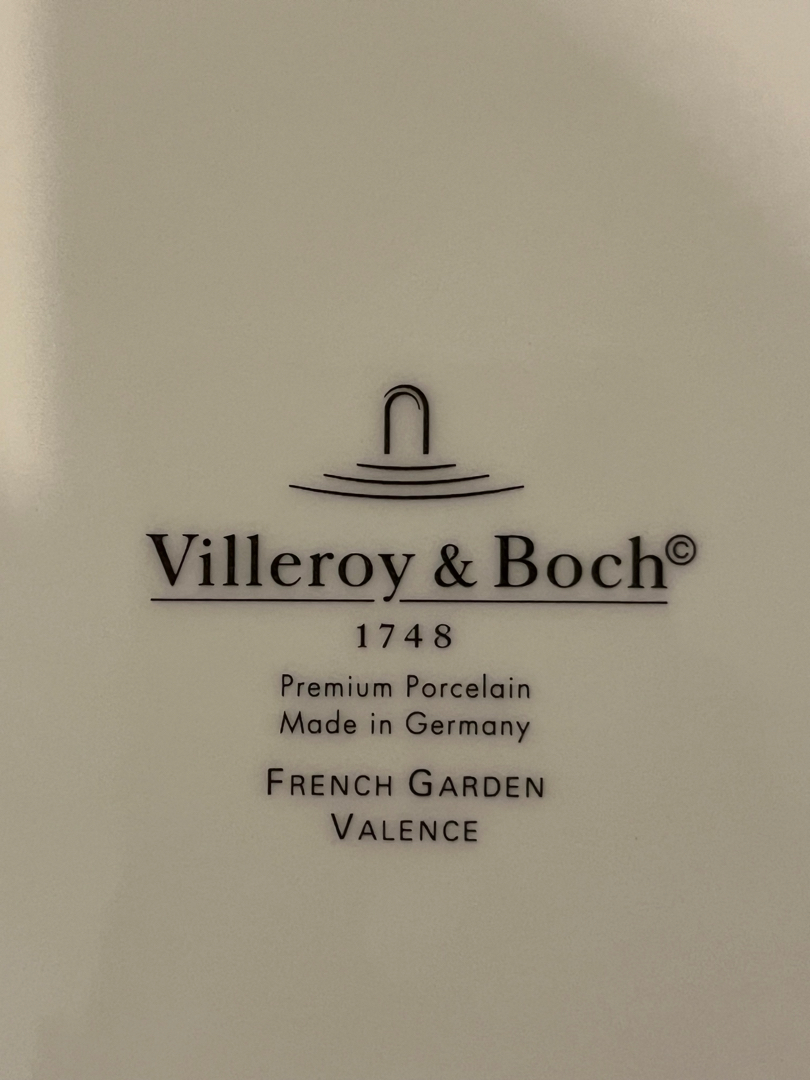 Villeroy & Boch©
1748
Premium Porcelain
Made in Germany
FRENCH GARDEN
VALENCE